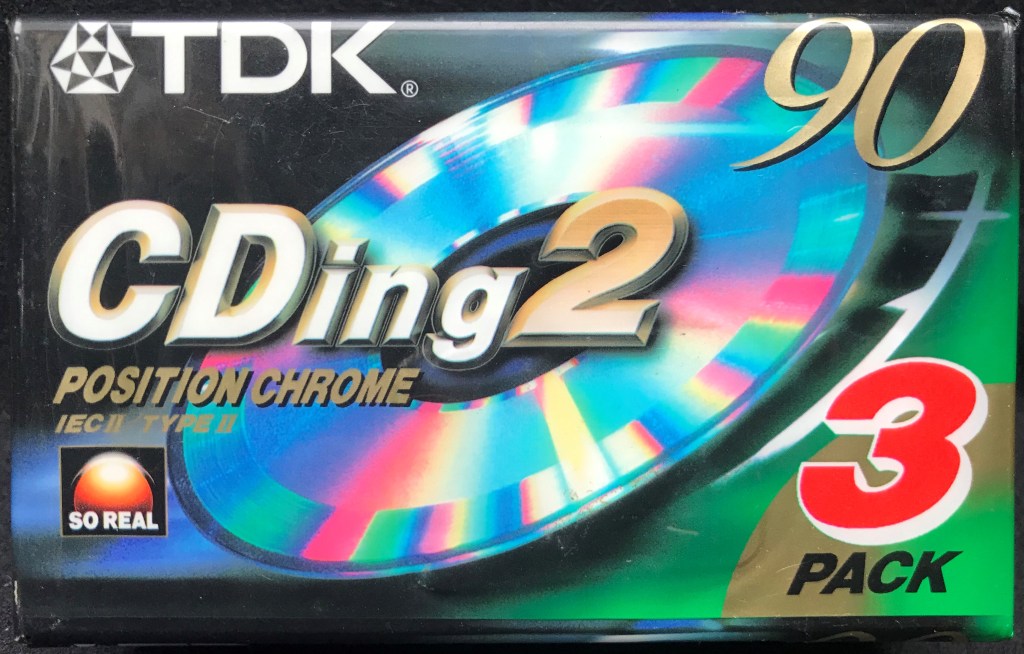 TDK®
90
CDing2
POSITION CHROME
IEC II TYPE II
SO REAL
3
PACK